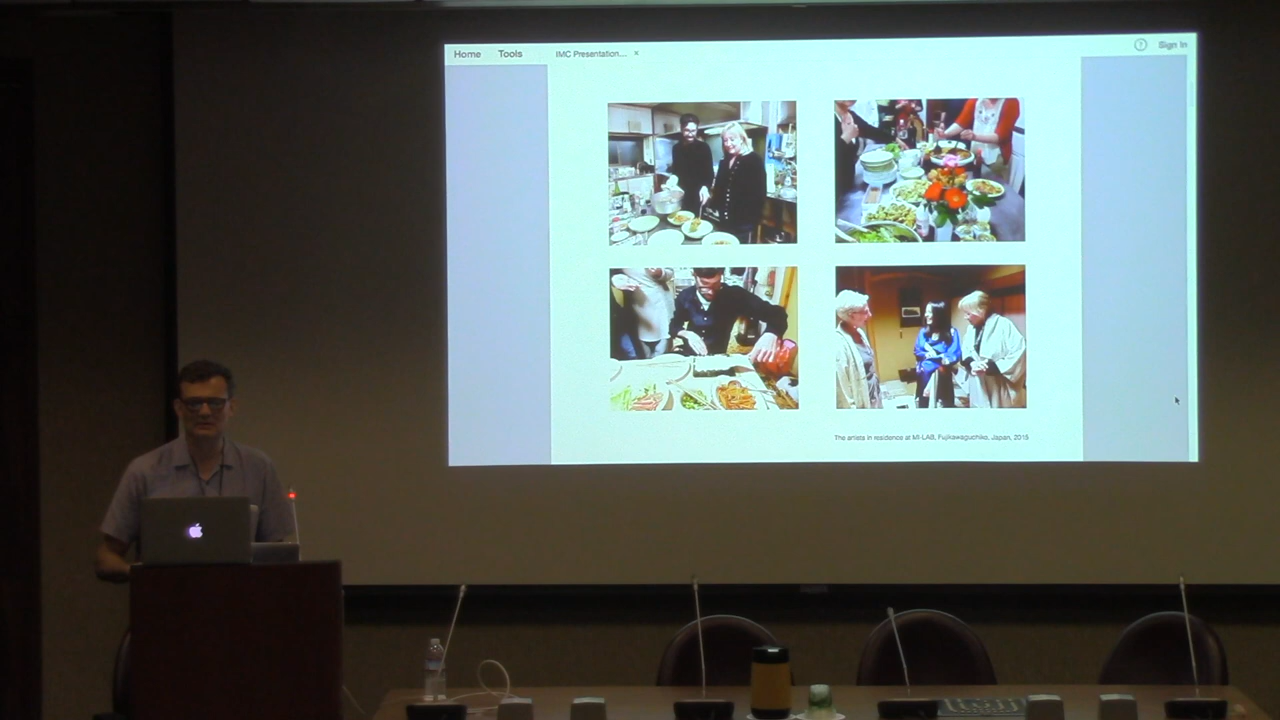 Home Tools IMC Presentation... × ? Sign In
The artists in residence at MI-LAB, Fujikawaguchiko, Japan, 2015